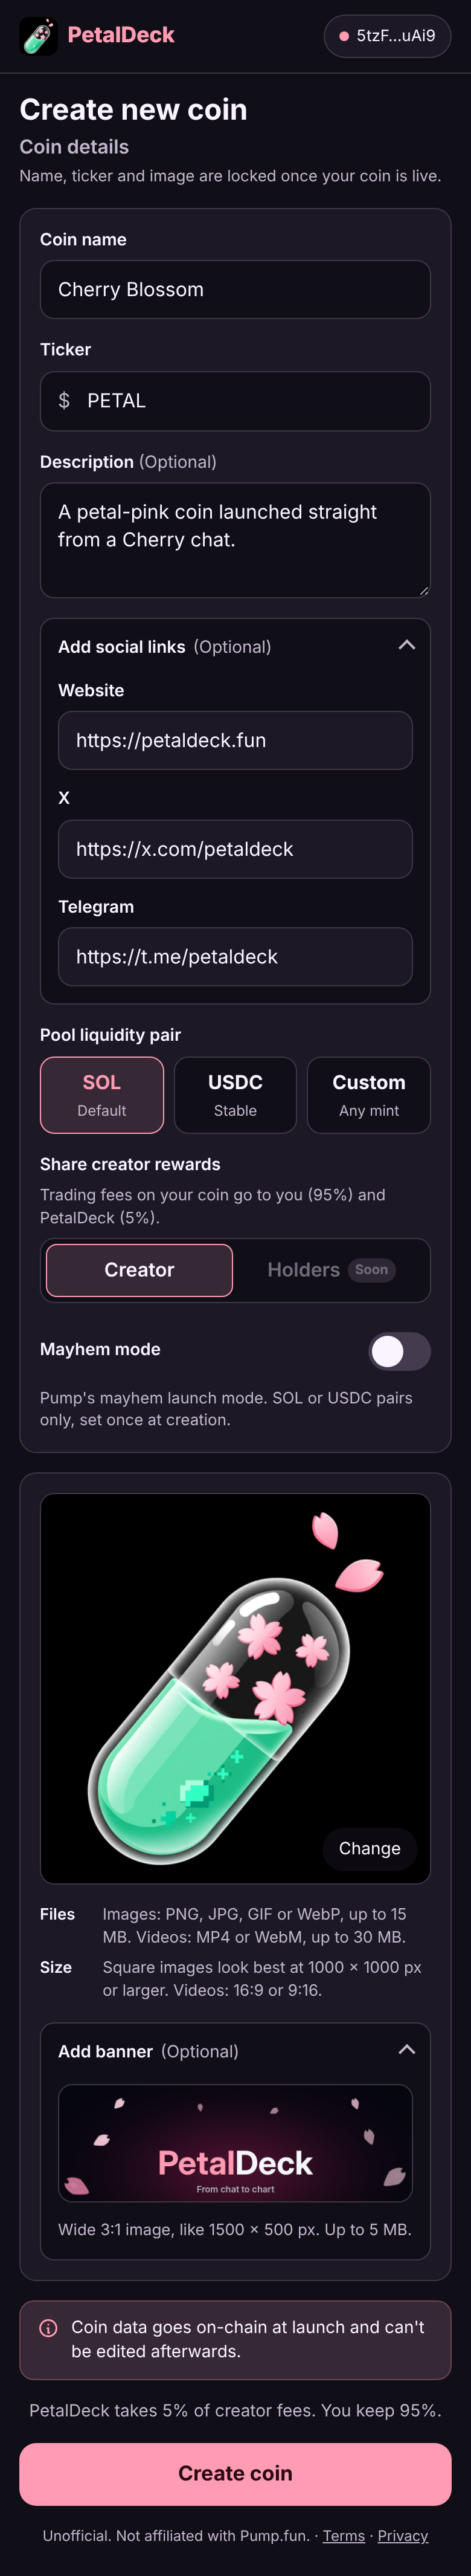 PetalDeck
5tzF...uAi9
Create new coin
Coin details
Name, ticker and image are locked once your coin is live.
Coin name
Cherry Blossom
Ticker
$ PETAL
Description (Optional)
A petal-pink coin launched straight
from a Cherry chat.
Add social links (Optional)
Website
https://petaldeck.fun
X
https://x.com/petaldeck
Telegram
https://t.me/petaldeck
Pool liquidity pair
SOL USDC Custom
Default Stable Any mint
Share creator rewards
Trading fees on your coin go to you (95%) and
PetalDeck (5%).
Creator Holders Soon
Mayhem mode
Pump's mayhem launch mode. SOL or USDC pairs
only, set once at creation.
Change
Files Images: PNG, JPG, GIF or WebP, up to 15
MB. Videos: MP4 or WebM, up to 30 MB.
Size Square images look best at 1000 × 1000 px
or larger. Videos: 16:9 or 9:16.
Add banner (Optional)
PetalDeck
From chat to chart
Wide 3:1 image, like 1500 × 500 px. Up to 5 MB.
Coin data goes on-chain at launch and can't
be edited afterwards.
PetalDeck takes 5% of creator fees. You keep 95%.
Create coin
Unofficial. Not affiliated with Pump.fun. · Terms · Privacy